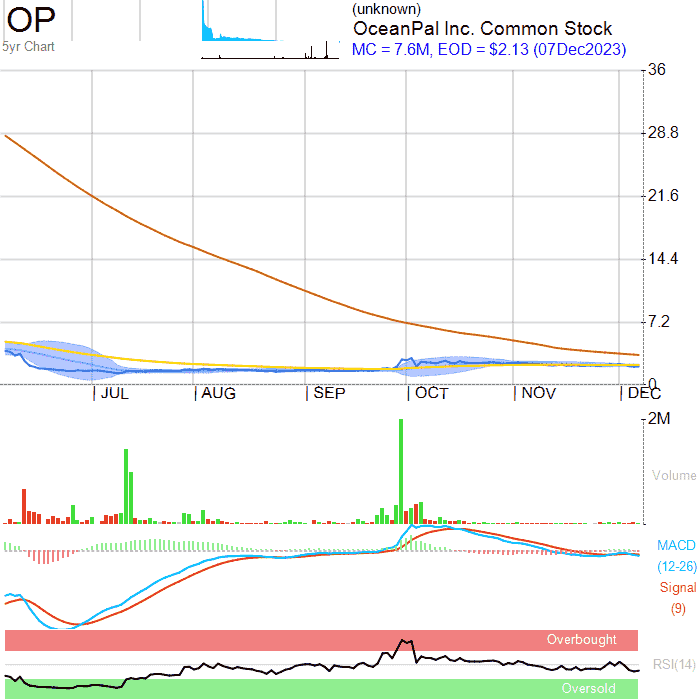 OP
5yr Chart
(unknown)
OceanPal Inc. Common Stock
MC = 7.6M, EOD = $2.13 (07Dec2023)
36
28.8
21.6
14.4
7.2
0
JUL AUG SEP OCT NOV DEC
2M
Volume
MACD
(12-26)
Signal
(9)
Overbought
RSI(14)
Oversold